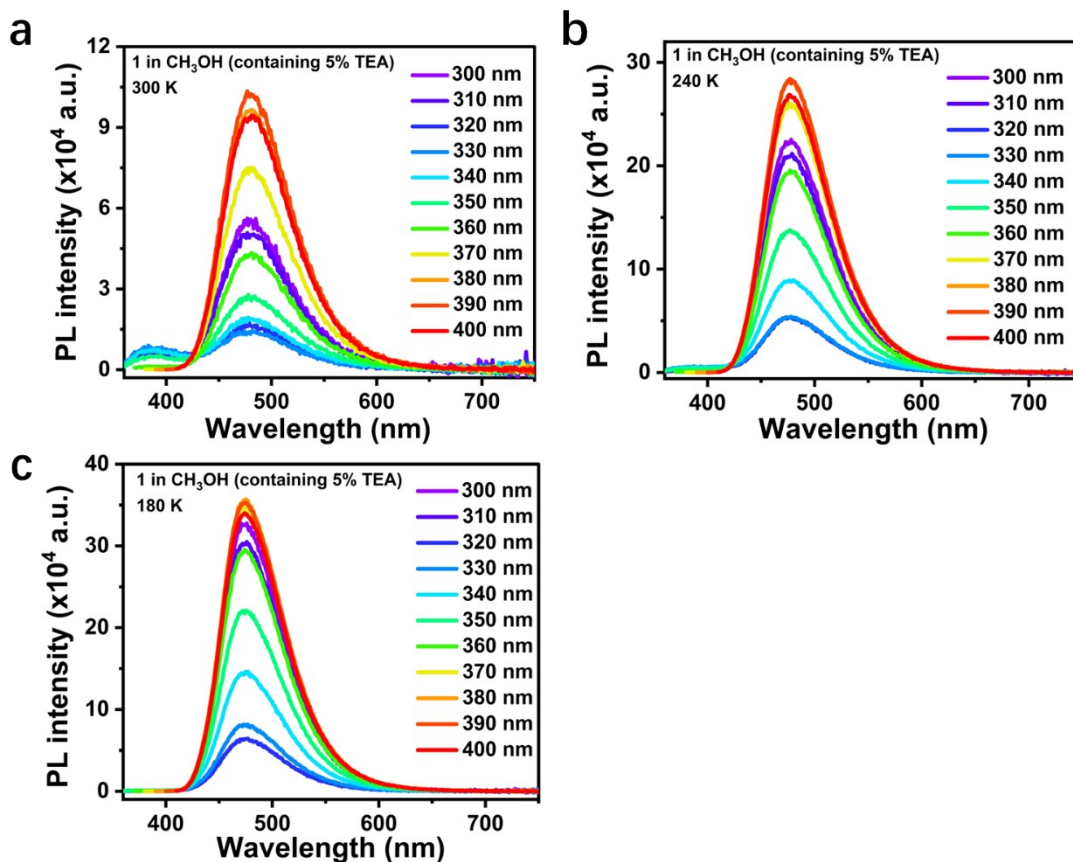 a
1 in CH₃OH (containing 5% TEA)
300 K
PL intensity (x10⁴ a.u.)
12
9
6
3
0
300 nm
310 nm
320 nm
330 nm
340 nm
350 nm
360 nm
370 nm
380 nm
390 nm
400 nm
400 500 600 700
Wavelength (nm)
b
1 in CH₃OH (containing 5% TEA)
240 K
PL intensity (x10⁴ a.u.)
30
20
10
0
300 nm
310 nm
320 nm
330 nm
340 nm
350 nm
360 nm
370 nm
380 nm
390 nm
400 nm
400 500 600 700
Wavelength (nm)
c
1 in CH₃OH (containing 5% TEA)
180 K
PL intensity (x10⁴ a.u.)
40
30
20
10
0
300 nm
310 nm
320 nm
330 nm
340 nm
350 nm
360 nm
370 nm
380 nm
390 nm
400 nm
400 500 600 700
Wavelength (nm)